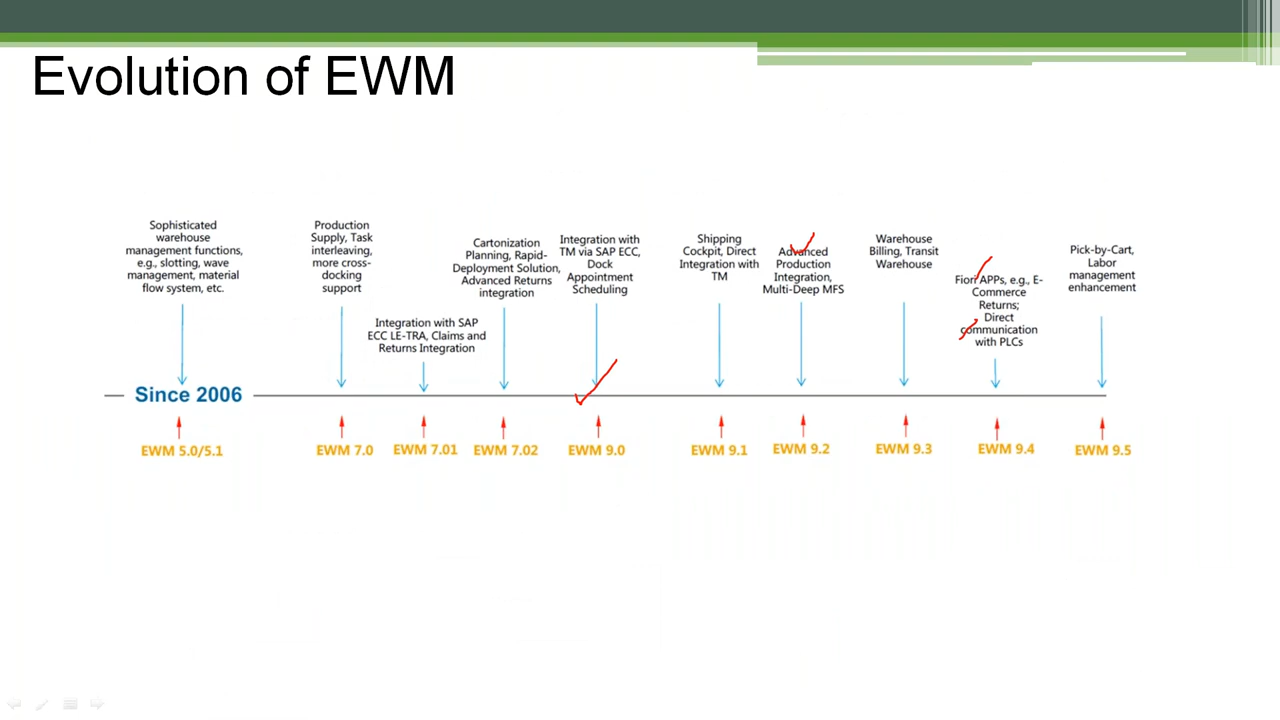 Evolution of EWM
Sophisticated
warehouse
management functions,
e.g., slotting, wave
management, material
flow system, etc.
Production
Supply, Task
interleaving,
more cross-
docking
support
Integration with SAP
ECC LE-TRA, Claims and
Returns Integration
Cartonization
Planning, Rapid-
Deployment Solution,
Advanced Returns
integration
Integration with
TM via SAP ECC,
Dock
Appointment
Scheduling
Shipping
Cockpit, Direct
Integration with
TM
Advanced
Production
Integration,
Multi-Deep MFS
Warehouse
Billing, Transit
Warehouse
Fiori APPs, e.g., E-
Commerce
Returns;
Direct
communication
with PLCs
Pick-by-Cart,
Labor
management
enhancement
Since 2006
EWM 5.0/5.1
EWM 7.0
EWM 7.01
EWM 7.02
EWM 9.0
EWM 9.1
EWM 9.2
EWM 9.3
EWM 9.4
EWM 9.5